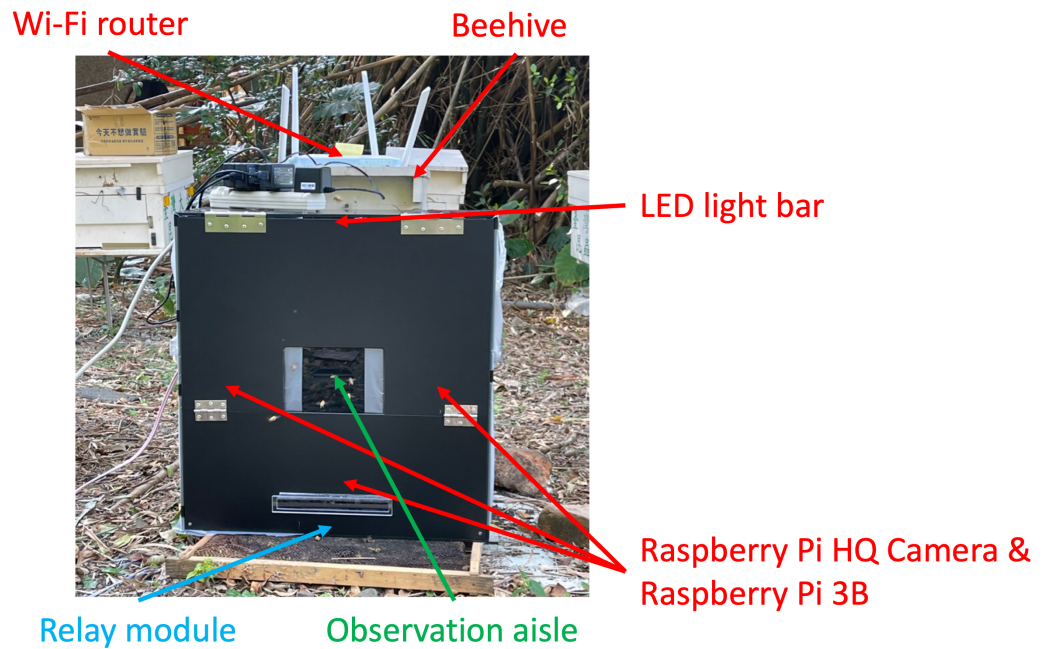 Wi-Fi router
Beehive
今天不想做實驗
LED light bar
Raspberry Pi HQ Camera &
Raspberry Pi 3B
Relay module
Observation aisle